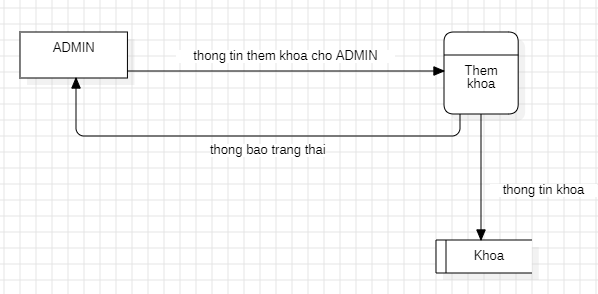 ADMIN
thong tin them khoa cho ADMIN
Them
khoa
thong bao trang thai
thong tin khoa
Khoa